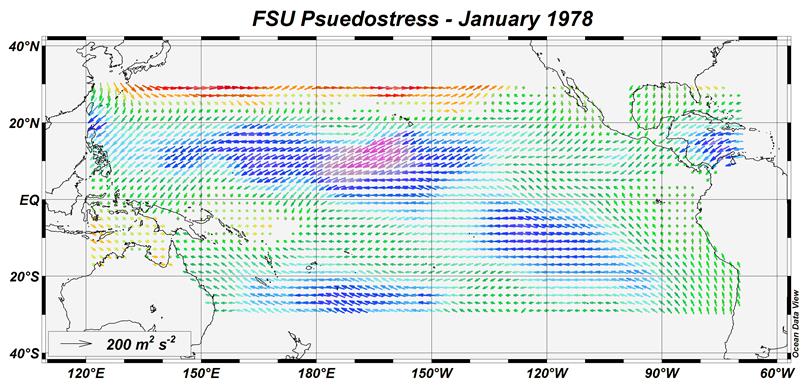 FSU Psuedostress - January 1978
40°N
20°N
EQ
20°S
40°S
200 m² s⁻²
120°E 150°E 180°E 150°W 120°W 90°W 60°W
Ocean Data View